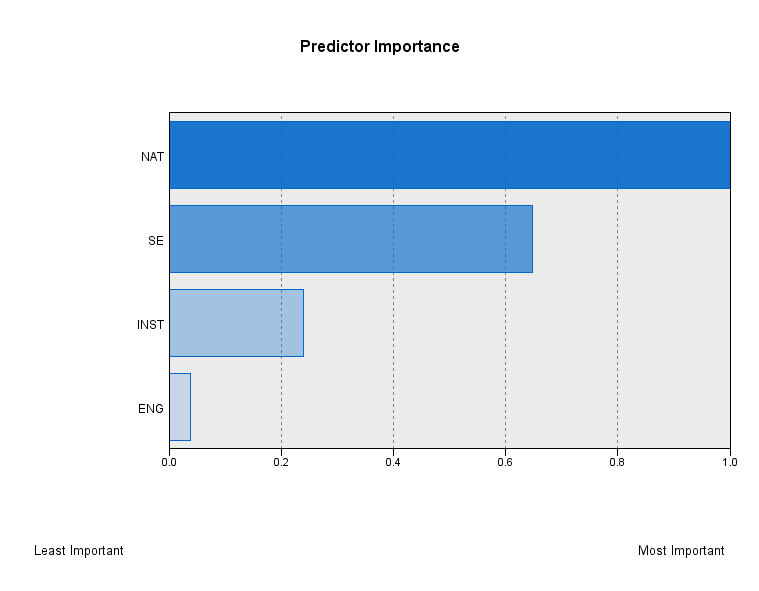 Predictor Importance
NAT
SE
INST
ENG
0.0 0.2 0.4 0.6 0.8 1.0
Least Important Most Important